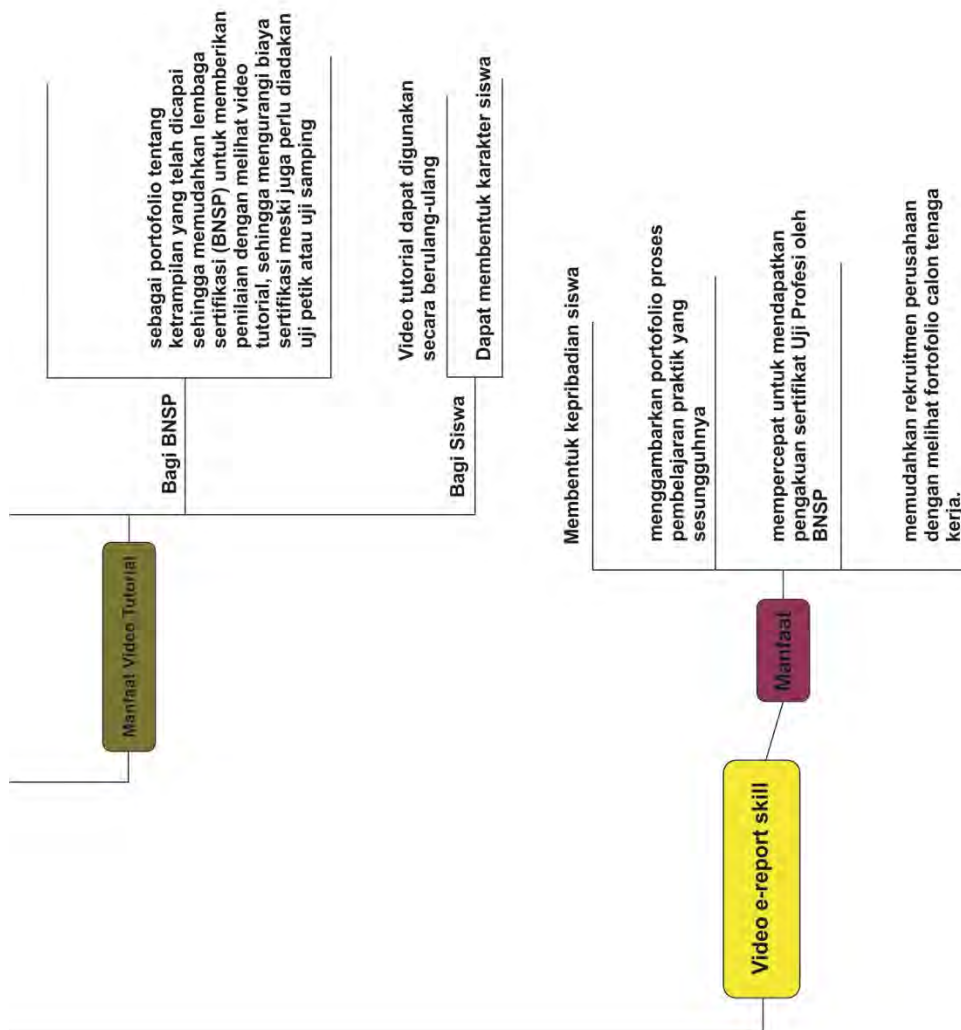 Manfaat Video Tutorial
Bagi BNSP
sebagai portofolio tentang
ketrampilan yang telah dicapai
sehingga memudahkan lembaga
sertifikasi (BNSP) untuk memberikan
penilaian dengan melihat video
tutorial, sehingga mengurangi biaya
sertifikasi meski juga perlu diadakan
uji petik atau uji samping
Bagi Siswa
Video tutorial dapat digunakan
secara berulang-ulang
Dapat membentuk karakter siswa
Video e-report skill
Manfaat
Membentuk kepribadian siswa
menggambarkan portofolio proses
pembelajaran praktik yang
sesungguhnya
mempercepat untuk mendapatkan
pengakuan sertifikat Uji Profesi oleh
BNSP
memudahkan rekruitmen perusahaan
dengan melihat fortofolio calon tenaga
kerja.